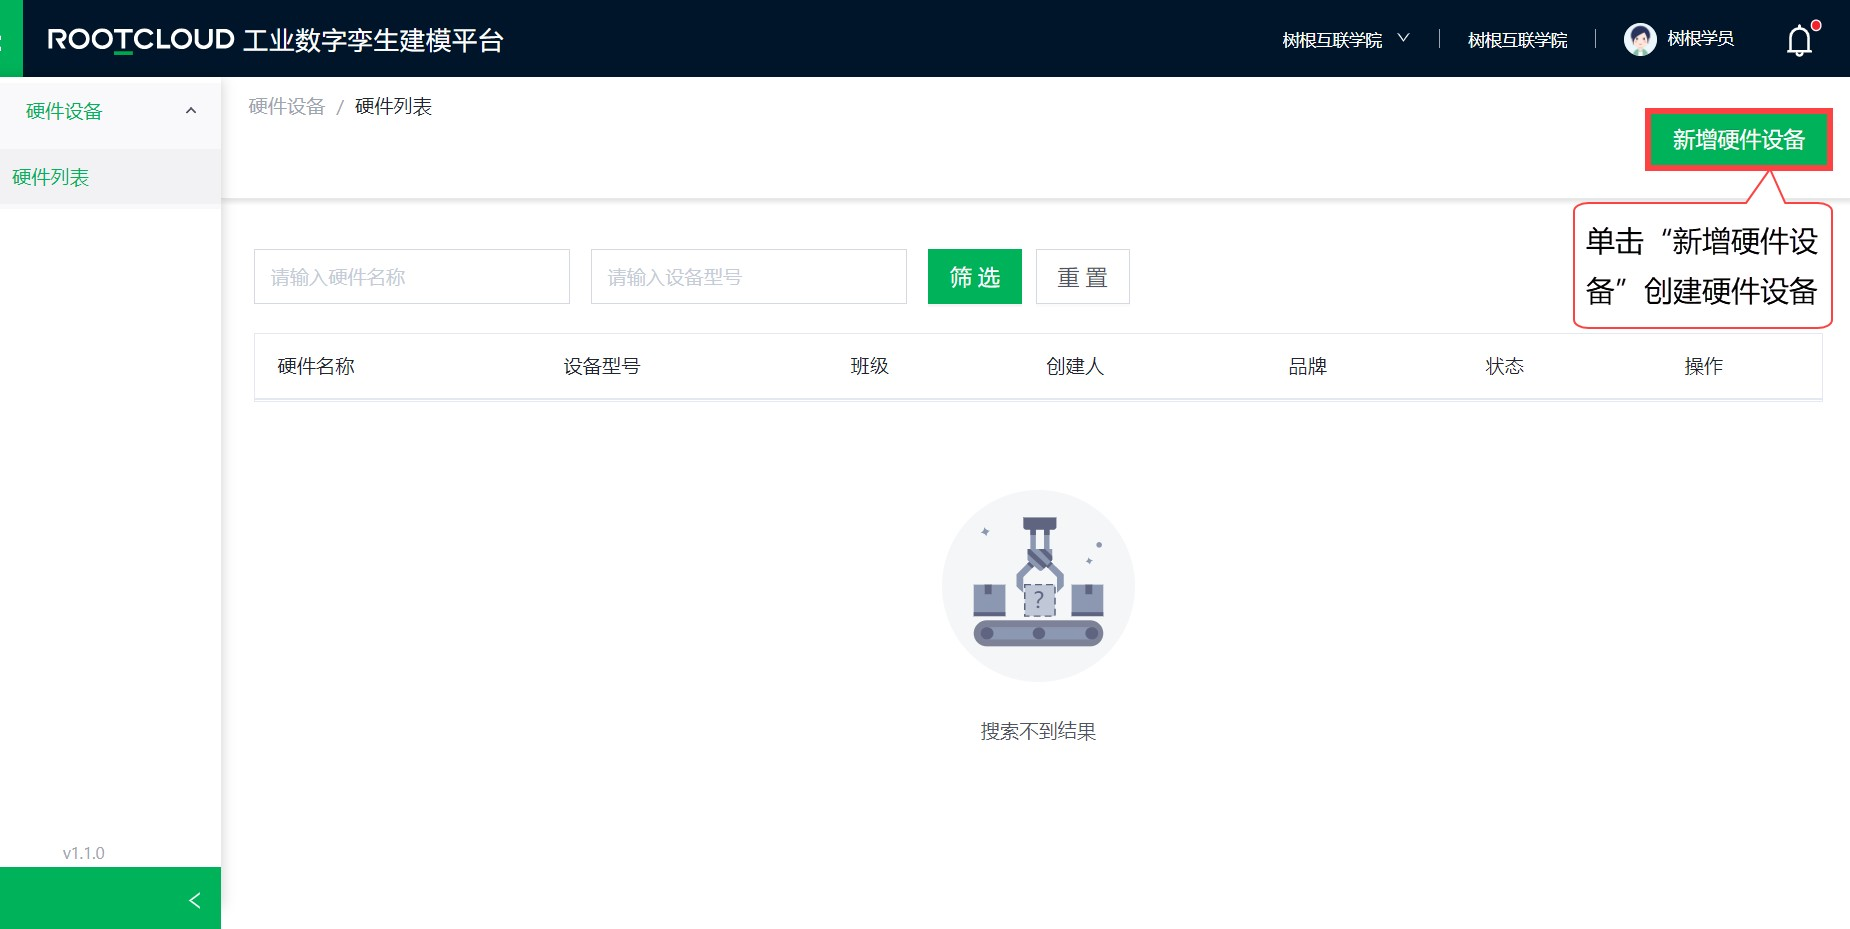 ROOTCLOUD 工业数字孪生建模平台
树根互联学院
树根互联学院
树根学员
硬件设备
硬件列表
硬件设备 / 硬件列表
新增硬件设备
单击“新增硬件设
备”创建硬件设备
请输入硬件名称
请输入设备型号
筛 选
重 置
硬件名称 设备型号 班级 创建人 品牌 状态 操作
?
搜索不到结果
v1.1.0